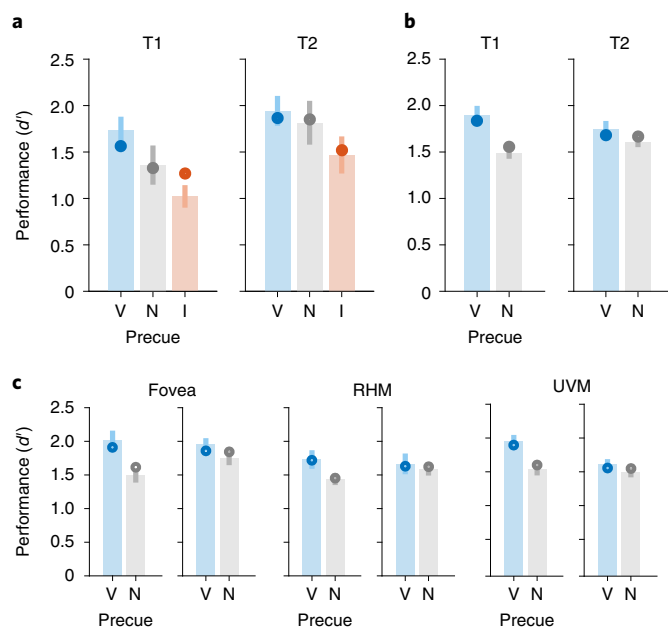 a
T1
T2
Performance (d′)
2.5
2.0
1.5
1.0
0.5
0
V N I
V N I
Precue
b
T1
T2
2.5
2.0
1.5
1.0
0.5
0
V N
V N
Precue
c
Fovea
RHM
UVM
Performance (d′)
2.5
2.0
1.5
1.0
0.5
0
V N
V N
V N
V N
V N
V N
Precue
Precue
Precue